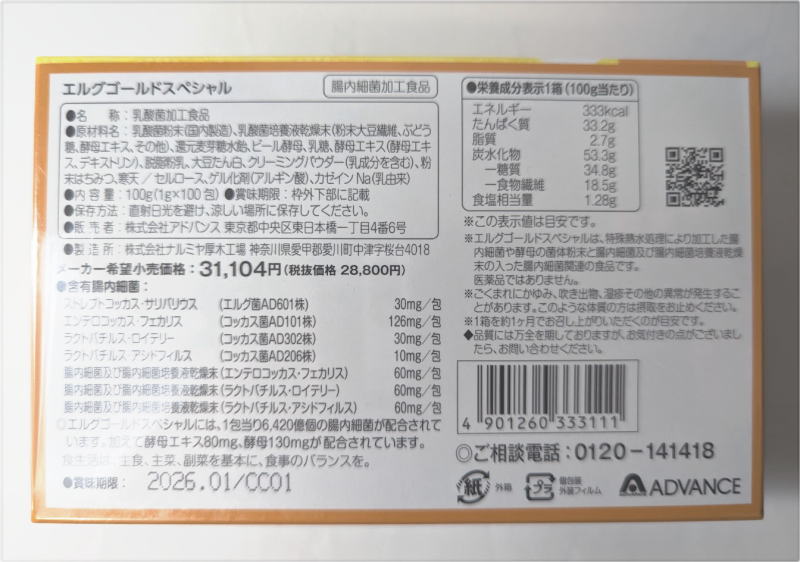 エルグゴールドスペシャル 腸内細菌加工食品
●名　　称：乳酸菌加工食品
●原材料名：乳酸菌粉末(国内製造)、乳酸菌培養液乾燥末(粉末大豆繊維、ぶどう
糖、酵母エキス、その他)、還元麦芽糖水飴、ビール酵母、乳糖、酵母エキス(酵母エキ
ス、デキストリン)、脱脂粉乳、大豆たん白、クリーミングパウダー(乳成分を含む)、粉
末はちみつ、寒天／セルロース、ゲル化剤(アルギン酸)、カゼインNa(乳由来)
●内 容 量：100g(1g×100包) ●賞味期限：枠外下部に記載
●保存方法：直射日光を避け、涼しい場所に保存してください。
●販 売 者：株式会社アドバンス 東京都中央区東日本橋一丁目4番6号
●製 造 所：株式会社ナルミヤ厚木工場 神奈川県愛甲郡愛川町中津字桜台4018
メーカー希望小売価格：31,104円(税抜価格 28,800円)
●含有腸内細菌：
ストレプトコッカス・サリバリウス (エルグ菌AD601株) 30mg／包
エンテロコッカス・フェカリス (コッカス菌AD101株) 126mg／包
ラクトバチルス・ロイテリー (コッカス菌AD302株) 30mg／包
ラクトバチルス・アシドフィルス (コッカス菌AD206株) 10mg／包
腸内細菌及び腸内細菌培養液乾燥末(エンテロコッカス・フェカリス) 60mg／包
腸内細菌及び腸内細菌培養液乾燥末(ラクトバチルス・ロイテリー) 60mg／包
腸内細菌及び腸内細菌培養液乾燥末(ラクトバチルス・アシドフィルス) 60mg／包
◎エルグゴールドスペシャルには、1包当り6,420億個の腸内細菌が配合されて
います。加えて酵母エキス80mg、酵母130mgが配合されています。
食生活は、主食、主菜、副菜を基本に、食事のバランスを。
●賞味期限： 2026.01/CC01
●栄養成分表示1箱(100g当たり)
エネルギー 333kcal
たんぱく質 33.2g
脂質 2.7g
炭水化物 53.3g
―糖質 34.8g
―食物繊維 18.5g
食塩相当量 1.28g
※この表示値は目安です。
※エルグゴールドスペシャルは、特殊熱水処理により加工した腸
内細菌や酵母の菌体粉末と腸内細菌及び腸内細菌培養液乾燥
末の入った腸内細菌関連の食品です。
医薬品ではありません。
※ごくまれにかゆみ、吹き出物、湿疹その他の異常が発生するこ
とがあります。このような体質の方は摂取をお止めください。
※1箱を約1ヶ月でお召し上がりいただくのが目安です。
◆品質には万全を期しておりますが、お気付きの点がございまし
たら、お問い合わせください。
4 901260 333111
◎ご相談電話：0120-141418
紙 外箱 プラ 個包装
外装フィルム
ADVANCE